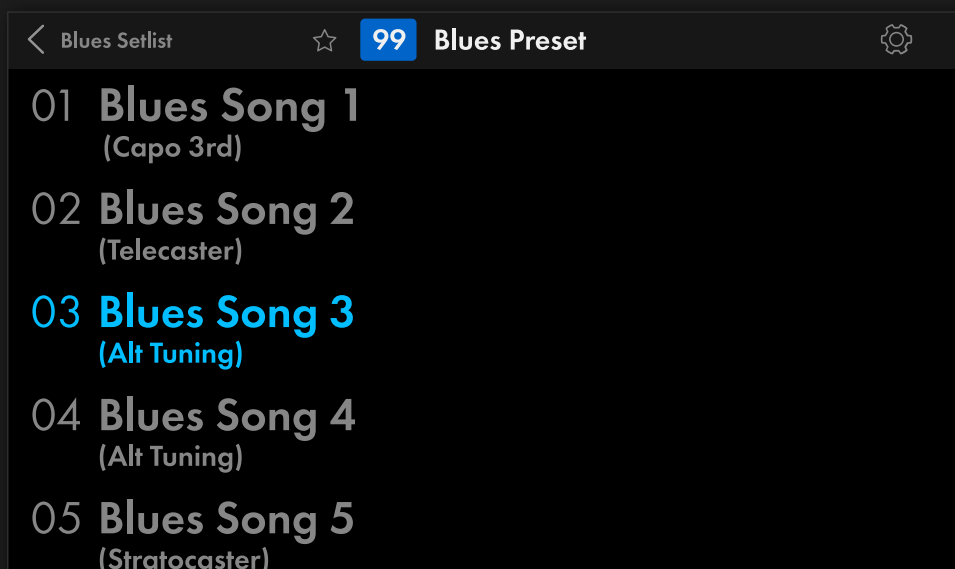 Blues Setlist 99 Blues Preset
01 Blues Song 1
(Capo 3rd)
02 Blues Song 2
(Telecaster)
03 Blues Song 3
(Alt Tuning)
04 Blues Song 4
(Alt Tuning)
05 Blues Song 5
(Stratocaster)